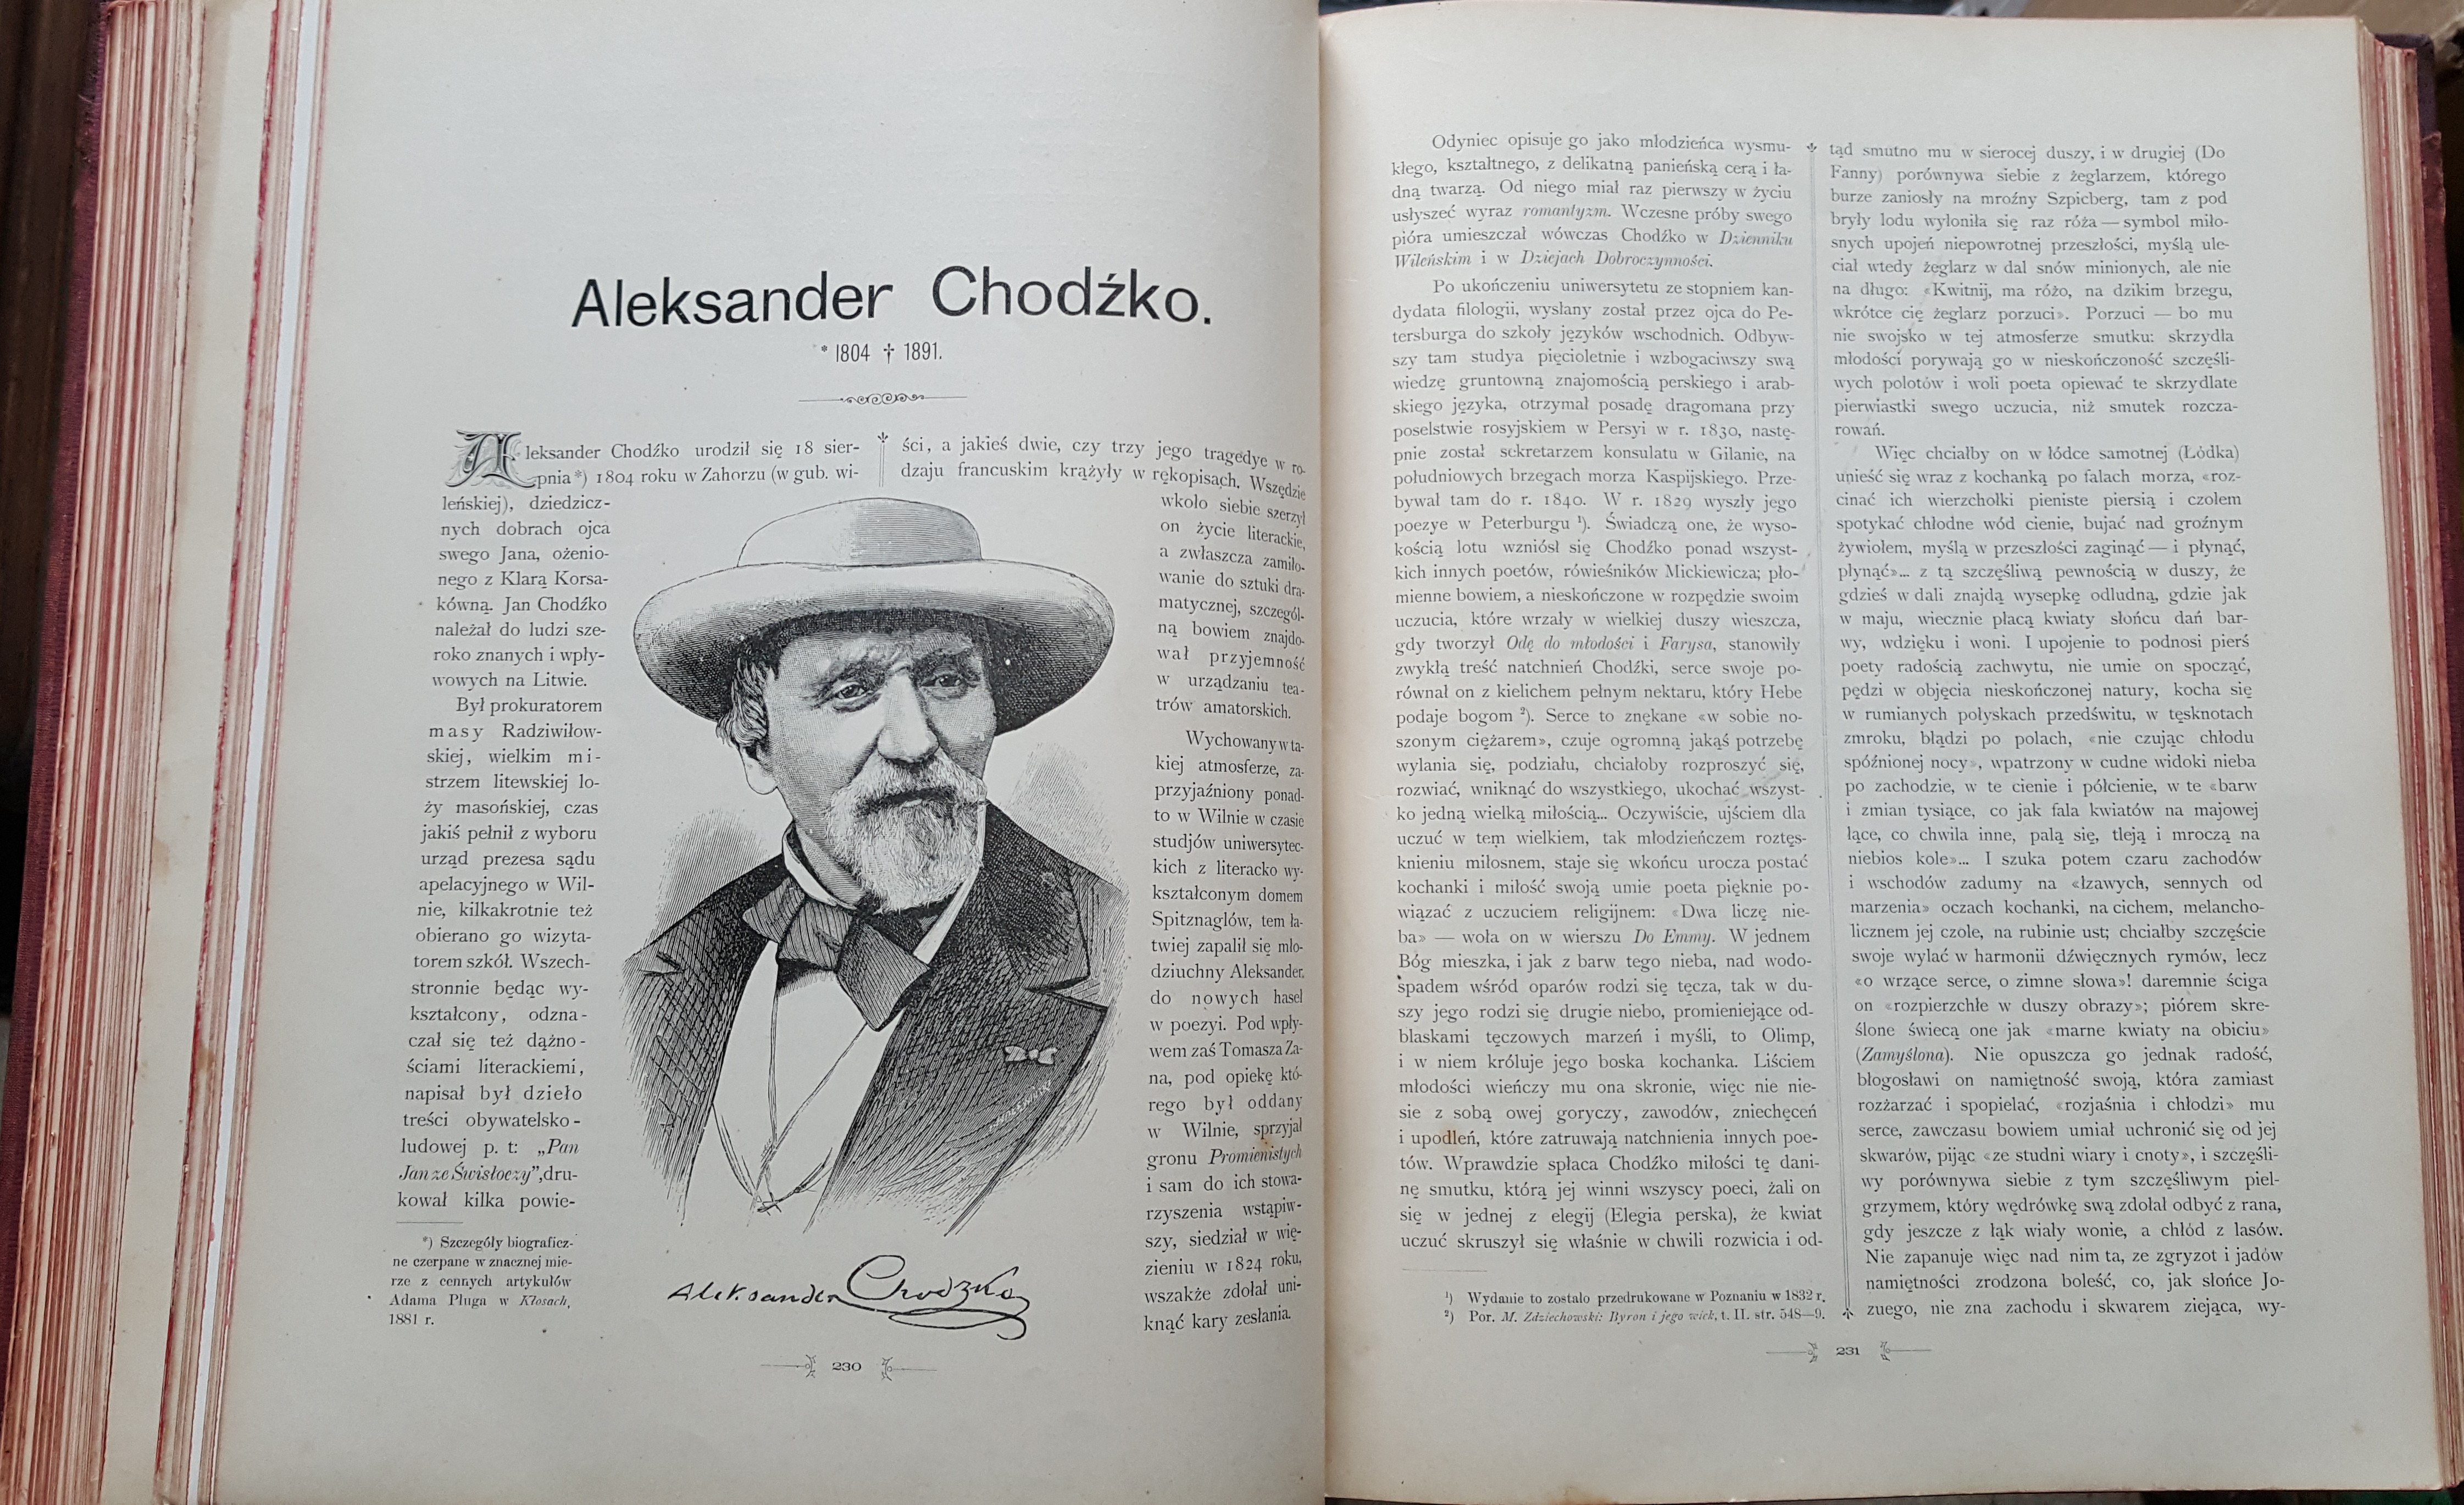 Aleksander Chodźko.
* 1804 † 1891.
Aleksander Chodźko urodził się 18 sier-
pnia *) 1804 roku w Zahorzu (w gub. wi-
leńskiej), dziedzicz-
nych dobrach ojca
swego Jana, ożenio-
nego z Klarą Korsa-
kówną. Jan Chodźko
należał do ludzi sze-
roko znanych i wpły-
wowych na Litwie.
Był prokuratorem
masy Radziwiłow-
skiej, wielkim mi-
strzem litewskiej lo-
ży masońskiej, czas
jakiś pełnił z wyboru
urząd prezesa sądu
apelacyjnego w Wil-
nie, kilkakrotnie też
obierano go wizyta-
torem szkół. Wszech-
stronnie będąc wy-
kształcony, odzna-
czał się też dążno-
ściami literackiemi,
napisał był dzieło
treści obywatelsko-
ludowej p. t: „Pan
Jan ze Świsłoczy”, dru-
kował kilka powie-
*) Szczegóły biograficz-
ne czerpane w znacznej mie-
rze z cennych artykułów
Adama Pługa w Kłosach,
1881 r.
ści, a jakieś dwie, czy trzy jego tragedye w ro-
dzaju francuskim krążyły w rękopisach. Wszędzie
wkoło siebie szerzył
on życie literackie,
a zwłaszcza zamiło-
wanie do sztuki dra-
matycznej, szczegól-
ną bowiem znajdo-
wał przyjemność
w urządzaniu tea-
trów amatorskich.
Wychowany w ta-
kiej atmosferze, za-
przyjaźniony ponad-
to w Wilnie w czasie
studjów uniwersytec-
kich z literacko wy-
kształconym domem
Spitznaglów, tem ła-
twiej zapalił się mło-
dziuchny Aleksander,
do nowych haseł
w poezyi. Pod wpły-
wem zaś Tomasza Za-
na, pod opiekę któ-
rego był oddany
w Wilnie, sprzyjał
gronu Promienistych
i sam do ich stowa-
rzyszenia wstąpiw-
szy, siedział w wię-
zieniu w 1824 roku,
wszakże zdołał uni-
knąć kary zesłania.
Aleksander Chodzko
230
Odyniec opisuje go jako młodzieńca wysmu-
kłego, kształtnego, z delikatną panieńską cerą i ła-
dną twarzą. Od niego miał raz pierwszy w życiu
usłyszeć wyraz romantyzm. Wczesne próby swego
pióra umieszczał wówczas Chodźko w Dzienniku
Wileńskim i w Dziejach Dobroczynności.
Po ukończeniu uniwersytetu ze stopniem kan-
dydata filologii, wysłany został przez ojca do Pe-
tersburga do szkoły języków wschodnich. Odbyw-
szy tam studya pięcioletnie i wzbogaciwszy swą
wiedzę gruntowną znajomością perskiego i arab-
skiego języka, otrzymał posadę dragomana przy
poselstwie rosyjskiem w Persyi w r. 1830, nastę-
pnie został sekretarzem konsulatu w Gilanie, na
południowych brzegach morza Kaspijskiego. Prze-
bywał tam do r. 1840. W r. 1829 wyszły jego
poezye w Peterburgu ¹). Świadczą one, że wyso-
kością lotu wzniósł się Chodźko ponad wszyst-
kich innych poetów, rówieśników Mickiewicza; pło-
mienne bowiem, a nieskończone w rozpędzie swoim
uczucia, które wrzały w wielkiej duszy wieszcza,
gdy tworzył Odę do młodości i Farysa, stanowiły
zwykłą treść natchnień Chodźki, serce swoje po-
równał on z kielichem pełnym nektaru, który Hebe
podaje bogom ²). Serce to znękane «w sobie no-
szonym ciężarem», czuje ogromną jakąś potrzebę
wylania się, podziału, chciałoby rozproszyć się,
rozwiać, wniknąć do wszystkiego, ukochać wszyst-
ko jedną wielką miłością... Oczywiście, ujściem dla
uczuć w tem wielkiem, tak młodzieńczem roztęs-
knieniu miłosnem, staje się wkońcu urocza postać
kochanki i miłość swoją umie poeta pięknie po-
wiązać z uczuciem religijnem: «Dwa liczę nie-
ba» — woła on w wierszu Do Emmy. W jednem
Bóg mieszka, i jak z barw tego nieba, nad wodo-
spadem wśród oparów rodzi się tęcza, tak w du-
szy jego rodzi się drugie niebo, promieniejące od-
blaskami tęczowych marzeń i myśli, to Olimp,
i w niem króluje jego boska kochanka. Liściem
młodości wieńczy mu ona skronie, więc nie nie-
sie z sobą owej goryczy, zawodów, zniechęceń
i upodleń, które zatruwają natchnienia innych poe-
tów. Wprawdzie spłaca Chodźko miłości tę dani-
nę smutku, którą jej winni wszyscy poeci, żali on
się w jednej z elegij (Elegia perska), że kwiat
uczuć skruszył się właśnie w chwili rozwicia i od-
¹) Wydanie to zostało przedrukowane w Poznaniu w 1832 r.
²) Por. M. Zdziechowski: Byron i jego wiek, t. II. str. 548—9.
tąd smutno mu w sierocej duszy, i w drugiej (Do
Fanny) porównywa siebie z żeglarzem, którego
burze zaniosły na mroźny Szpicberg, tam z pod
bryły lodu wyłoniła się raz róża — symbol miło-
snych upojeń niepowrotnej przeszłości, myślą ule-
ciał wtedy żeglarz w dal snów minionych, ale nie
na długo: «Kwitnij, ma różo, na dzikim brzegu,
wkrótce cię żeglarz porzuci». Porzuci — bo mu
nie swojsko w tej atmosferze smutku: skrzydła
młodości porywają go w nieskończoność szczęśli-
wych polotów i woli poeta opiewać te skrzydlate
pierwiastki swego uczucia, niż smutek rozcza-
rowań.
Więc chciałby on w łódce samotnej (Łódka)
unieść się wraz z kochanką po falach morza, «roz-
cinać ich wierzchołki pieniste piersią i czołem
spotykać chłodne wód cienie, bujać nad groźnym
żywiołem, myślą w przeszłości zaginąć — i płynąć,
płynąć»... z tą szczęśliwą pewnością w duszy, że
gdzieś w dali znajdą wysepkę odludną, gdzie jak
w maju, wiecznie płacą kwiaty słońcu dań bar-
wy, wdzięku i woni. I upojenie to podnosi pierś
poety radością zachwytu, nie umie on spocząć,
pędzi w objęcia nieskończonej natury, kocha się
w rumianych połyskach przedświtu, w tęsknotach
zmroku, błądzi po polach, «nie czując chłodu
spóźnionej nocy», wpatrzony w cudne widoki nieba
po zachodzie, w te cienie i półcienie, w te «barw
i zmian tysiące, co jak fala kwiatów na majowej
łące, co chwila inne, palą się, tleją i mroczą na
niebios kole»... I szuka potem czaru zachodów
i wschodów zadumy na «łzawych, sennych od
marzenia» oczach kochanki, na cichem, melancho-
licznem jej czole, na rubinie ust; chciałby szczęście
swoje wylać w harmonii dźwięcznych rymów, lecz
«o wrzące serce, o zimne słowa»! daremnie ściga
on «rozpierzchłe w duszy obrazy»; piórem skre-
ślone świecą one jak «marne kwiaty na obiciu»
(Zamyślona). Nie opuszcza go jednak radość,
błogosławi on namiętność swoją, która zamiast
rozżarzać i spopielać, «rozjaśnia i chłodzi» mu
serce, zawczasu bowiem umiał uchronić się od jej
skwarów, pijąc «ze studni wiary i cnoty», i szczęśli-
wy porównywa siebie z tym szczęśliwym piel-
grzymem, który wędrówkę swą zdołał odbyć z rana,
gdy jeszcze z łąk wiały wonie, a chłód z lasów.
Nie zapanuje więc nad nim ta, ze zgryzot i jadów
namiętności zrodzona boleść, co, jak słońce Jo-
zuego, nie zna zachodu i skwarem ziejąca, wy-
231